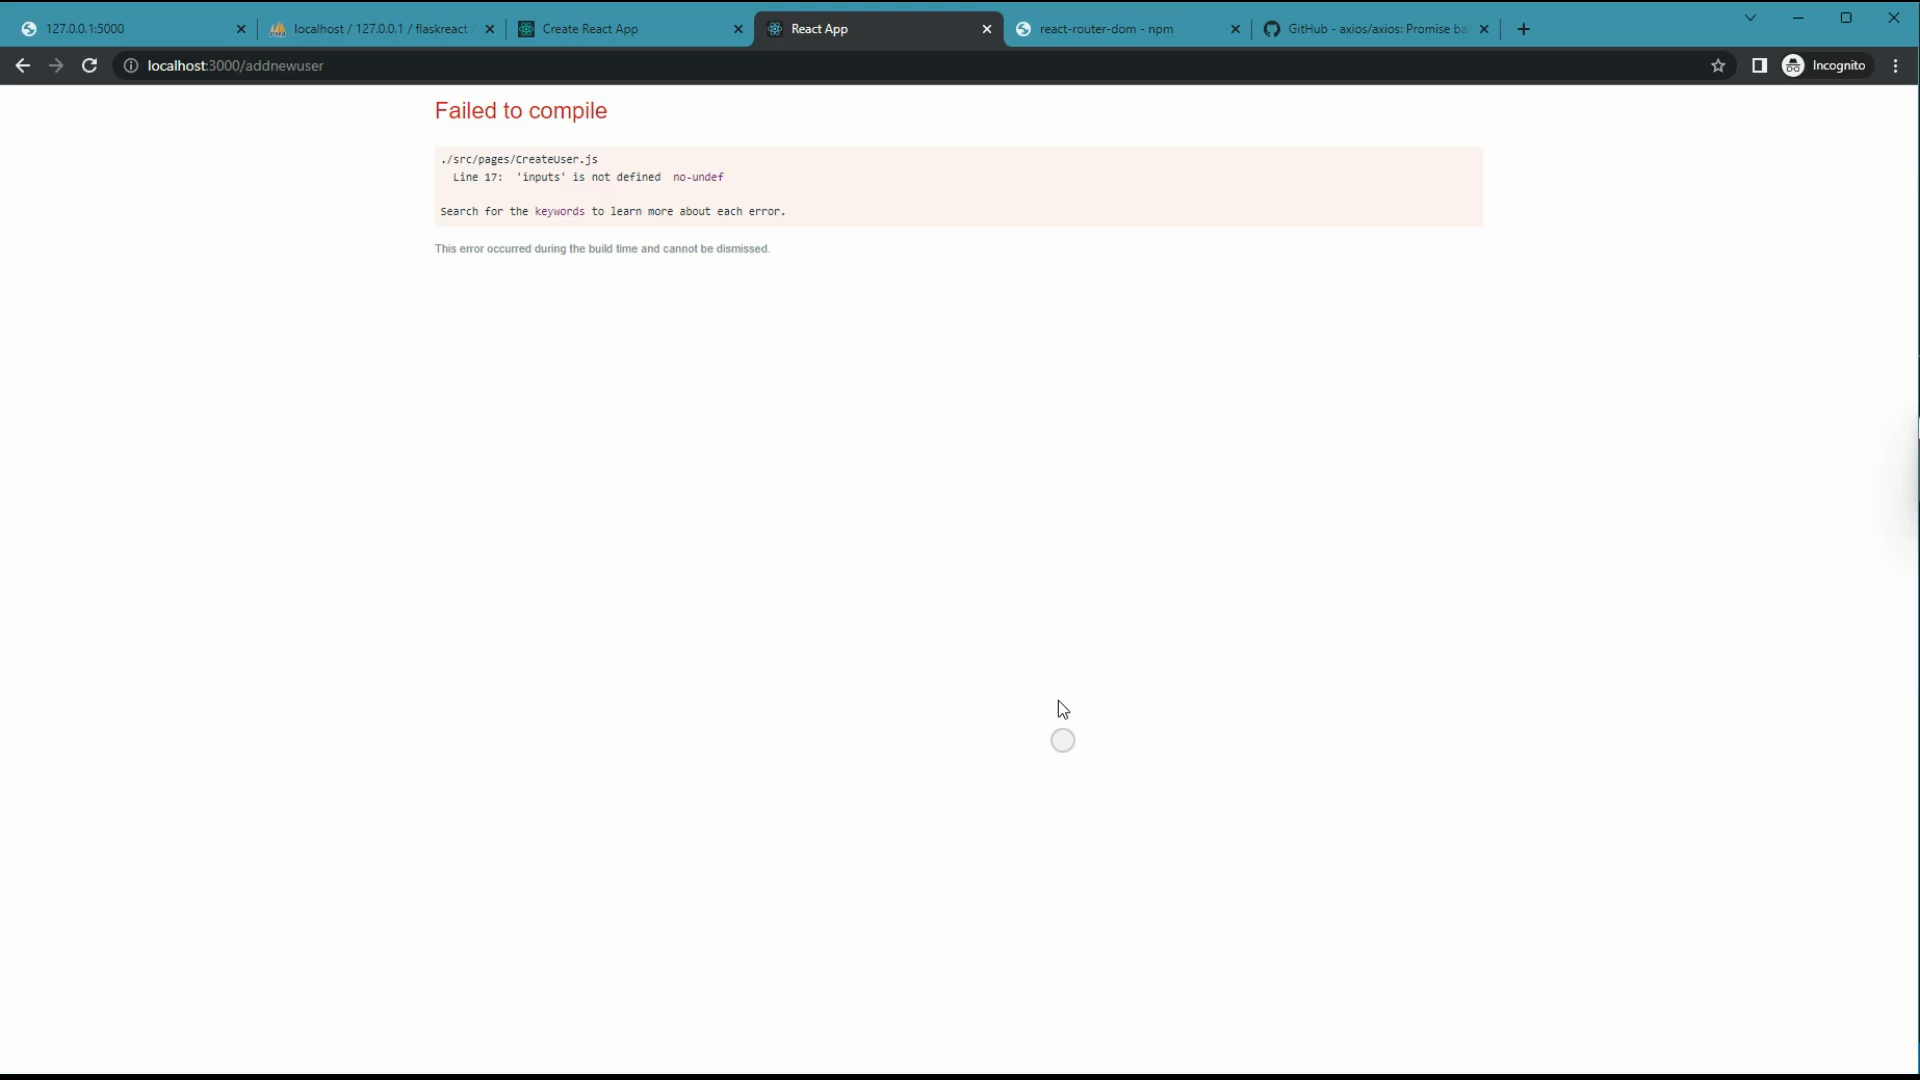 127.0.0.1:5000
localhost / 127.0.0.1 / flaskreact
Create React App
React App
react-router-dom - npm
GitHub - axios/axios: Promise ba
localhost:3000/addnewuser
Incognito
Failed to compile
./src/pages/CreateUser.js
Line 17:  'inputs' is not defined  no-undef
Search for the keywords to learn more about each error.
This error occurred during the build time and cannot be dismissed.